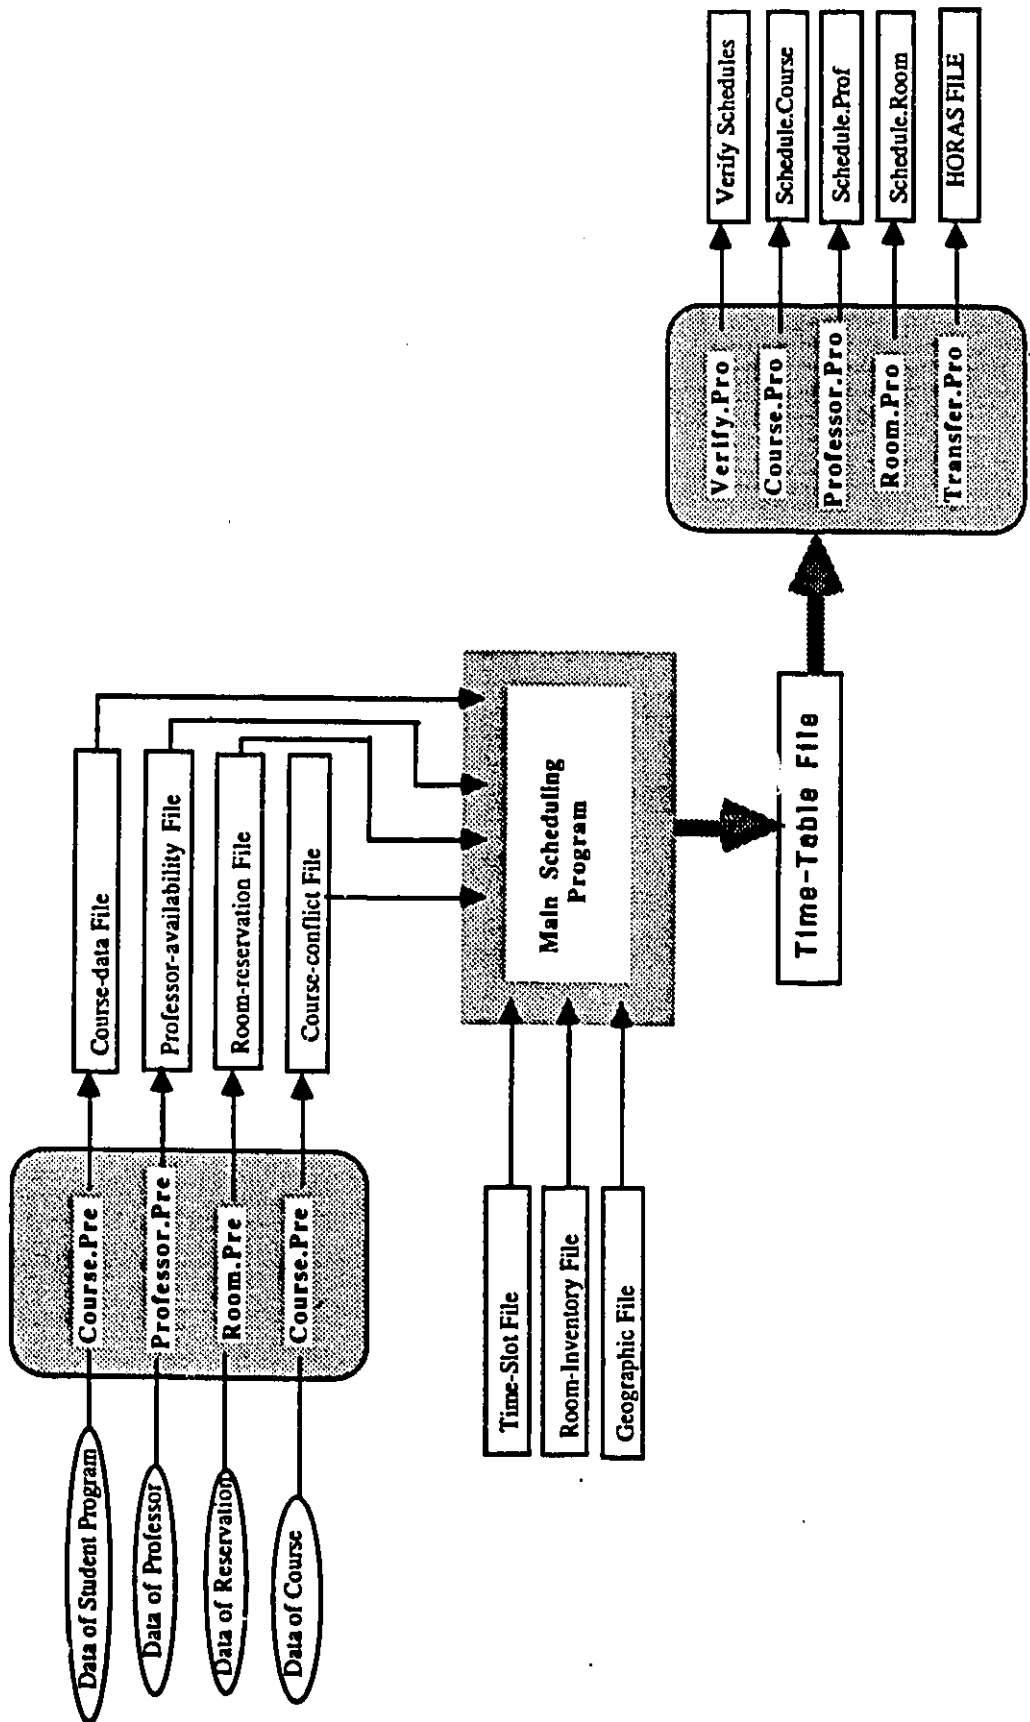 Data of Student Program
Data of Professor
Data of Reservation
Data of Course
Course.Pre
Professor.Pre
Room.Pre
Course.Pre
Course-data File
Professor-availability File
Room-reservation File
Course-conflict File
Time-Slot File
Room-Inventory File
Geographic File
Main Scheduling
Program
Time-Table File
Verify.Pro
Course.Pro
Professor.Pro
Room.Pro
Transfer.Pro
Verify Schedules
Schedule.Course
Schedule.Prof
Schedule.Room
HORAS FILE